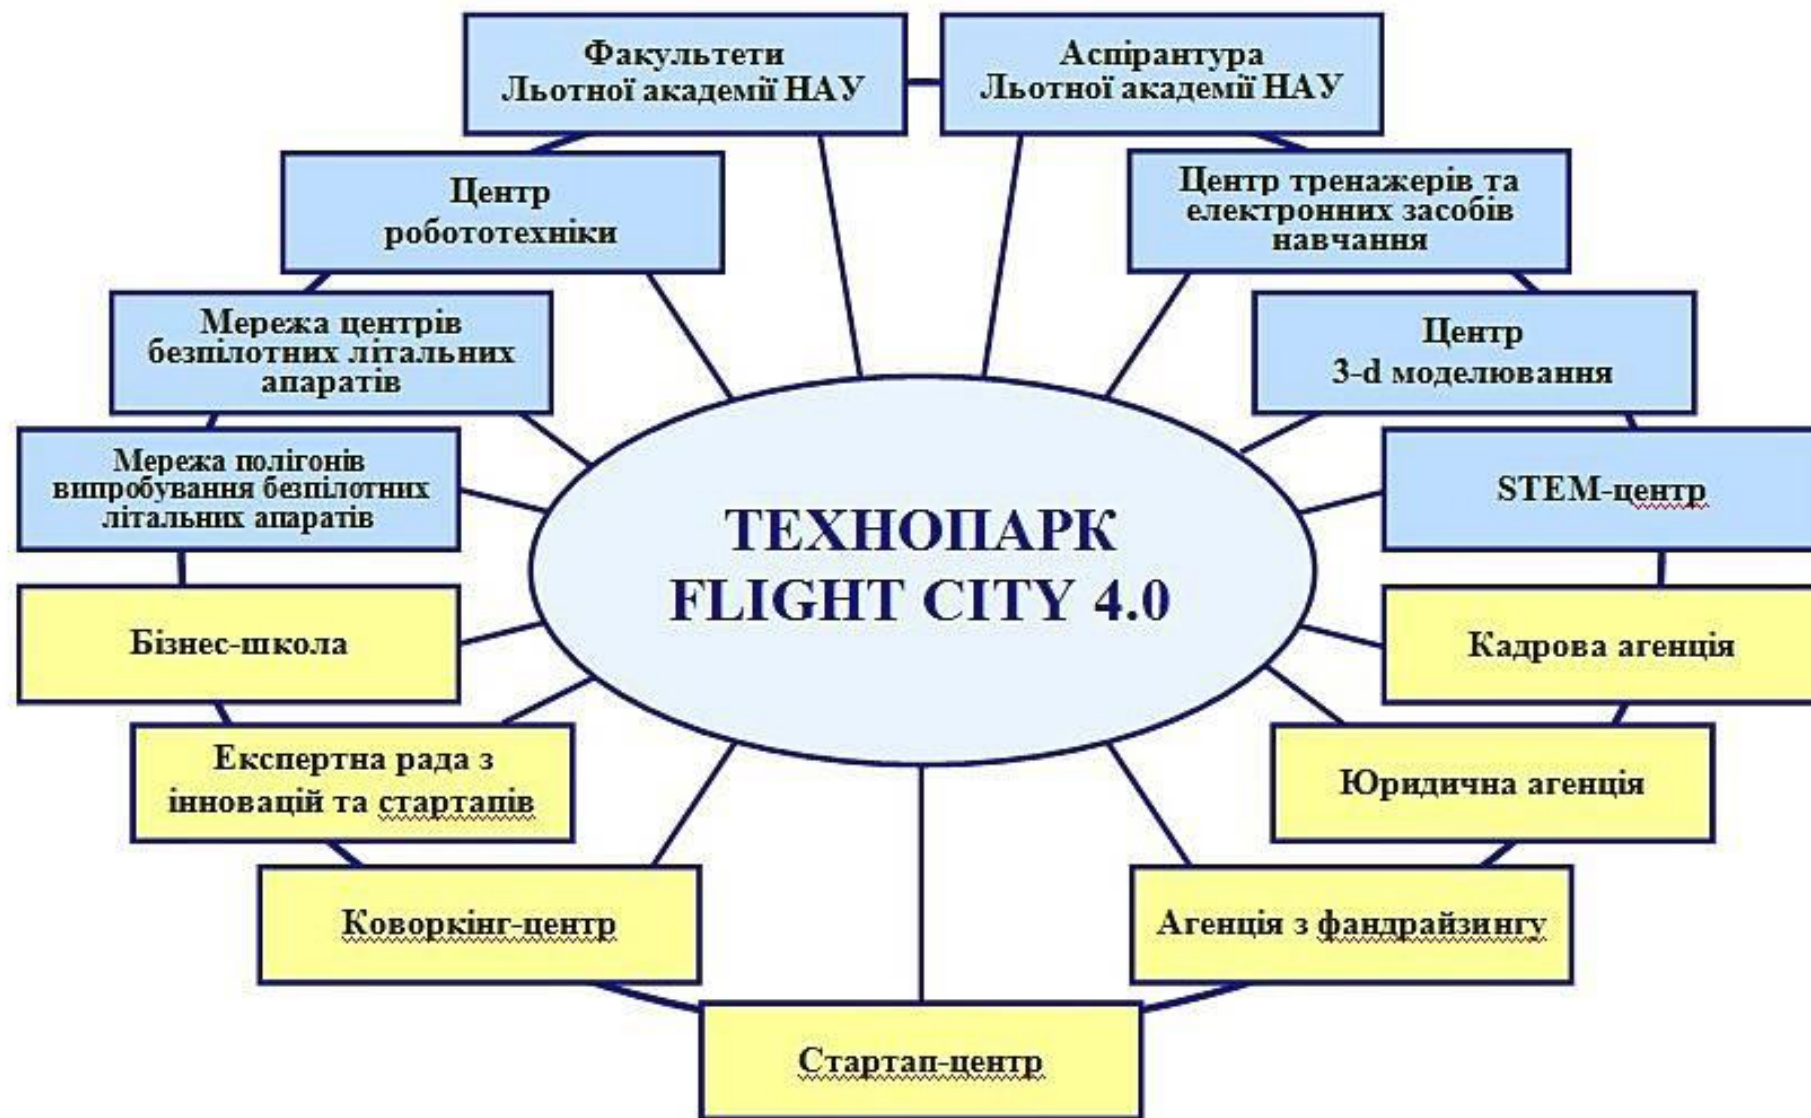 Факультети
Льотної академії НАУ
Аспірантура
Льотної академії НАУ
Центр
робототехніки
Центр тренажерів та
електронних засобів
навчання
Мережа центрів
безпілотних літальних
апаратів
Центр
3-d моделювання
Мережа полігонів
випробування безпілотних
літальних апаратів
STEM-центр
ТЕХНОПАРК
FLIGHT CITY 4.0
Бізнес-школа
Кадрова агенція
Експертна рада з
інновацій та стартапів
Юридична агенція
Коворкінг-центр
Агенція з фандрайзингу
Стартап-центр